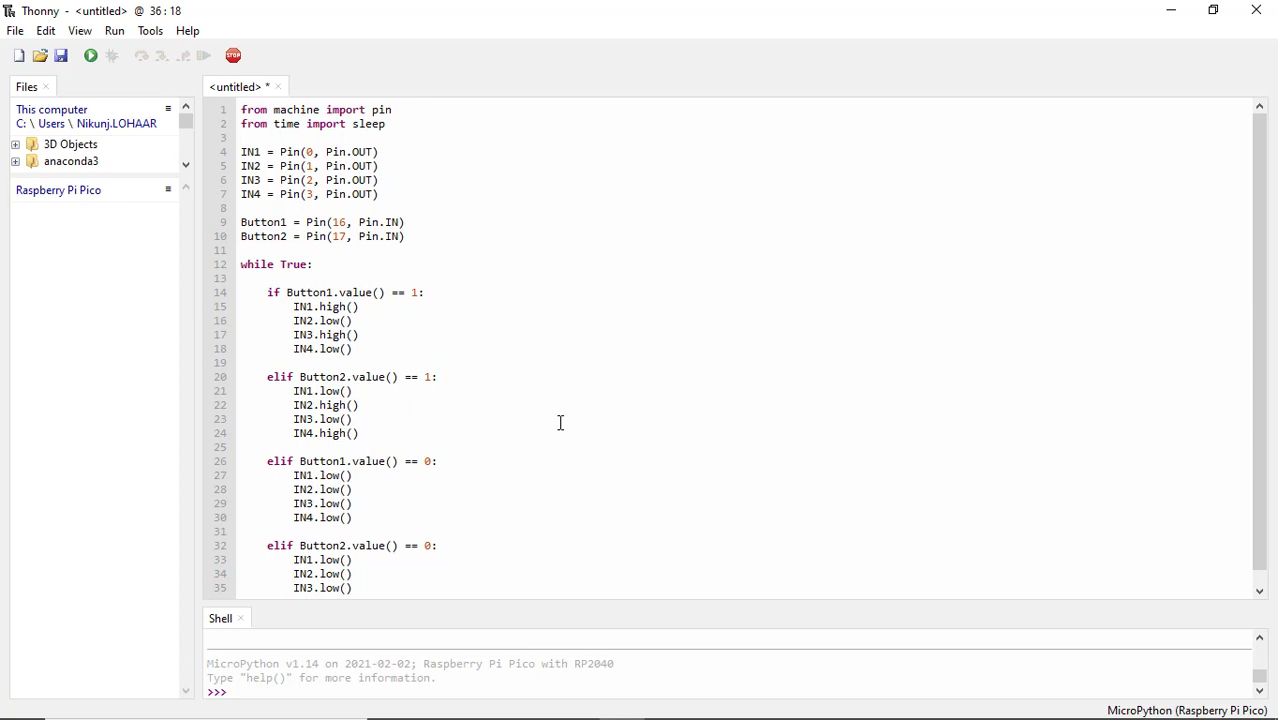 Thonny - <untitled> @ 36:18
File Edit View Run Tools Help
STOP
Files
<untitled> *
This computer
C: \ Users \ Nikunj.LOHAAR
3D Objects
anaconda3
Raspberry Pi Pico
1 from machine import pin
2 from time import sleep
3
4 IN1 = Pin(0, Pin.OUT)
5 IN2 = Pin(1, Pin.OUT)
6 IN3 = Pin(2, Pin.OUT)
7 IN4 = Pin(3, Pin.OUT)
8
9 Button1 = Pin(16, Pin.IN)
10 Button2 = Pin(17, Pin.IN)
11
12 while True:
13
14 if Button1.value() == 1:
15 IN1.high()
16 IN2.low()
17 IN3.high()
18 IN4.low()
19
20 elif Button2.value() == 1:
21 IN1.low()
22 IN2.high()
23 IN3.low()
24 IN4.high()
25
26 elif Button1.value() == 0:
27 IN1.low()
28 IN2.low()
29 IN3.low()
30 IN4.low()
31
32 elif Button2.value() == 0:
33 IN1.low()
34 IN2.low()
35 IN3.low()
Shell
MicroPython v1.14 on 2021-02-02; Raspberry Pi Pico with RP2040
Type "help()" for more information.
>>>
MicroPython (Raspberry Pi Pico)